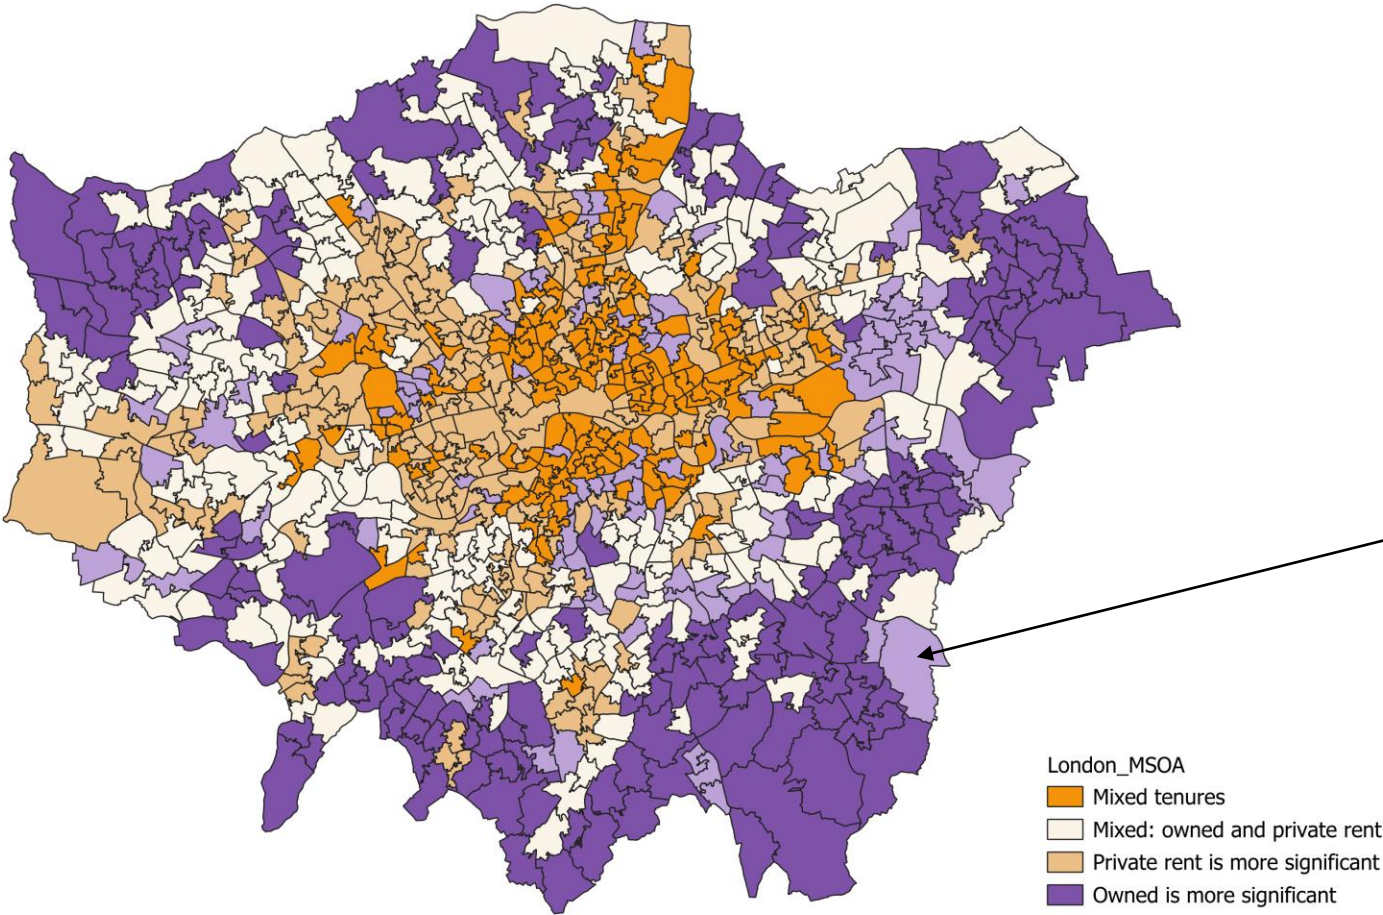 London_MSOA
Mixed tenures
Mixed: owned and private rent
Private rent is more significant
Owned is more significant